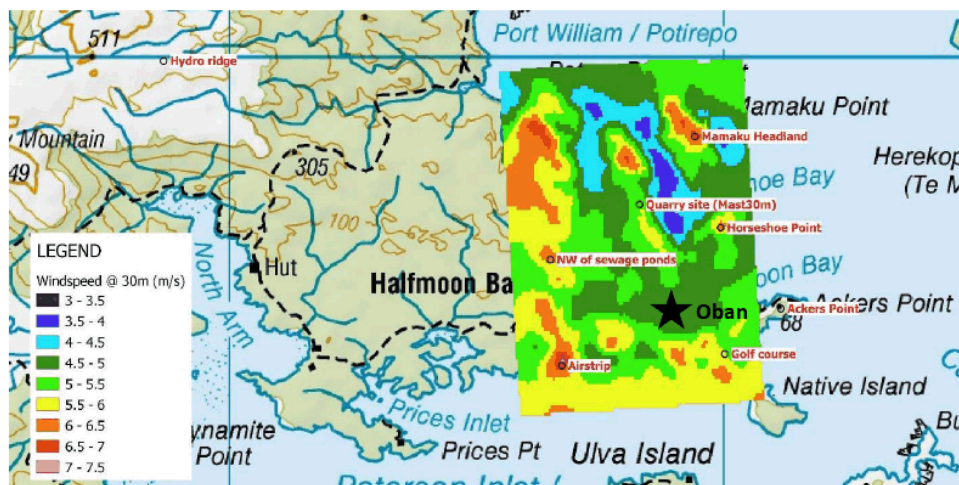 Port William / Potirepo
511
Hydro ridge
Mamaku Point
Mountain
Mamaku Headland
305
Herekop
(Te M
49
hoe Bay
Quarry site (Mast30m)
100
Horseshoe Point
LEGEND
Windspeed @ 30m (m/s)
3 - 3.5
3.5 - 4
4 - 4.5
4.5 - 5
5 - 5.5
5.5 - 6
6 - 6.5
6.5 - 7
7 - 7.5
North Arm
Hut
NW of sewage ponds
Halfmoon Ba
oon Bay
Oban
Ackers Point
Ackers Point
68
Golf course
Airstrip
Native Island
Prices Inlet
ynamite
Point
Prices Pt
Ulva Island
Bu
Paterson Inlet /